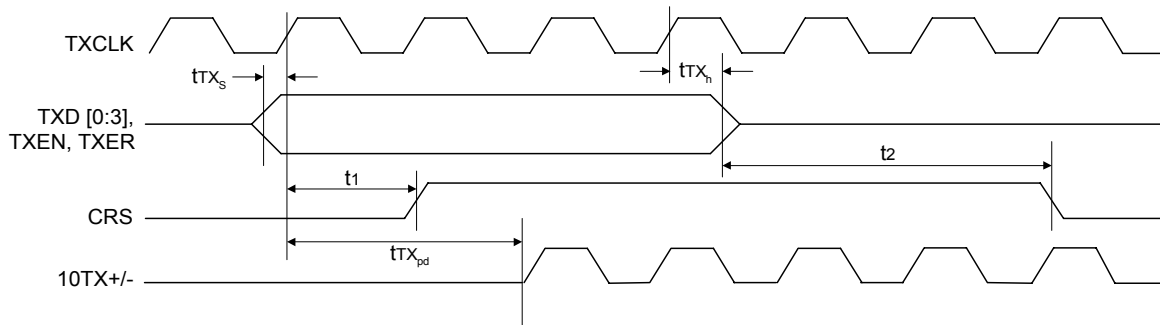 TXCLK
tTXS
tTXh
TXD [0:3],
TXEN, TXER
t1
t2
CRS
tTXpd
10TX+/-